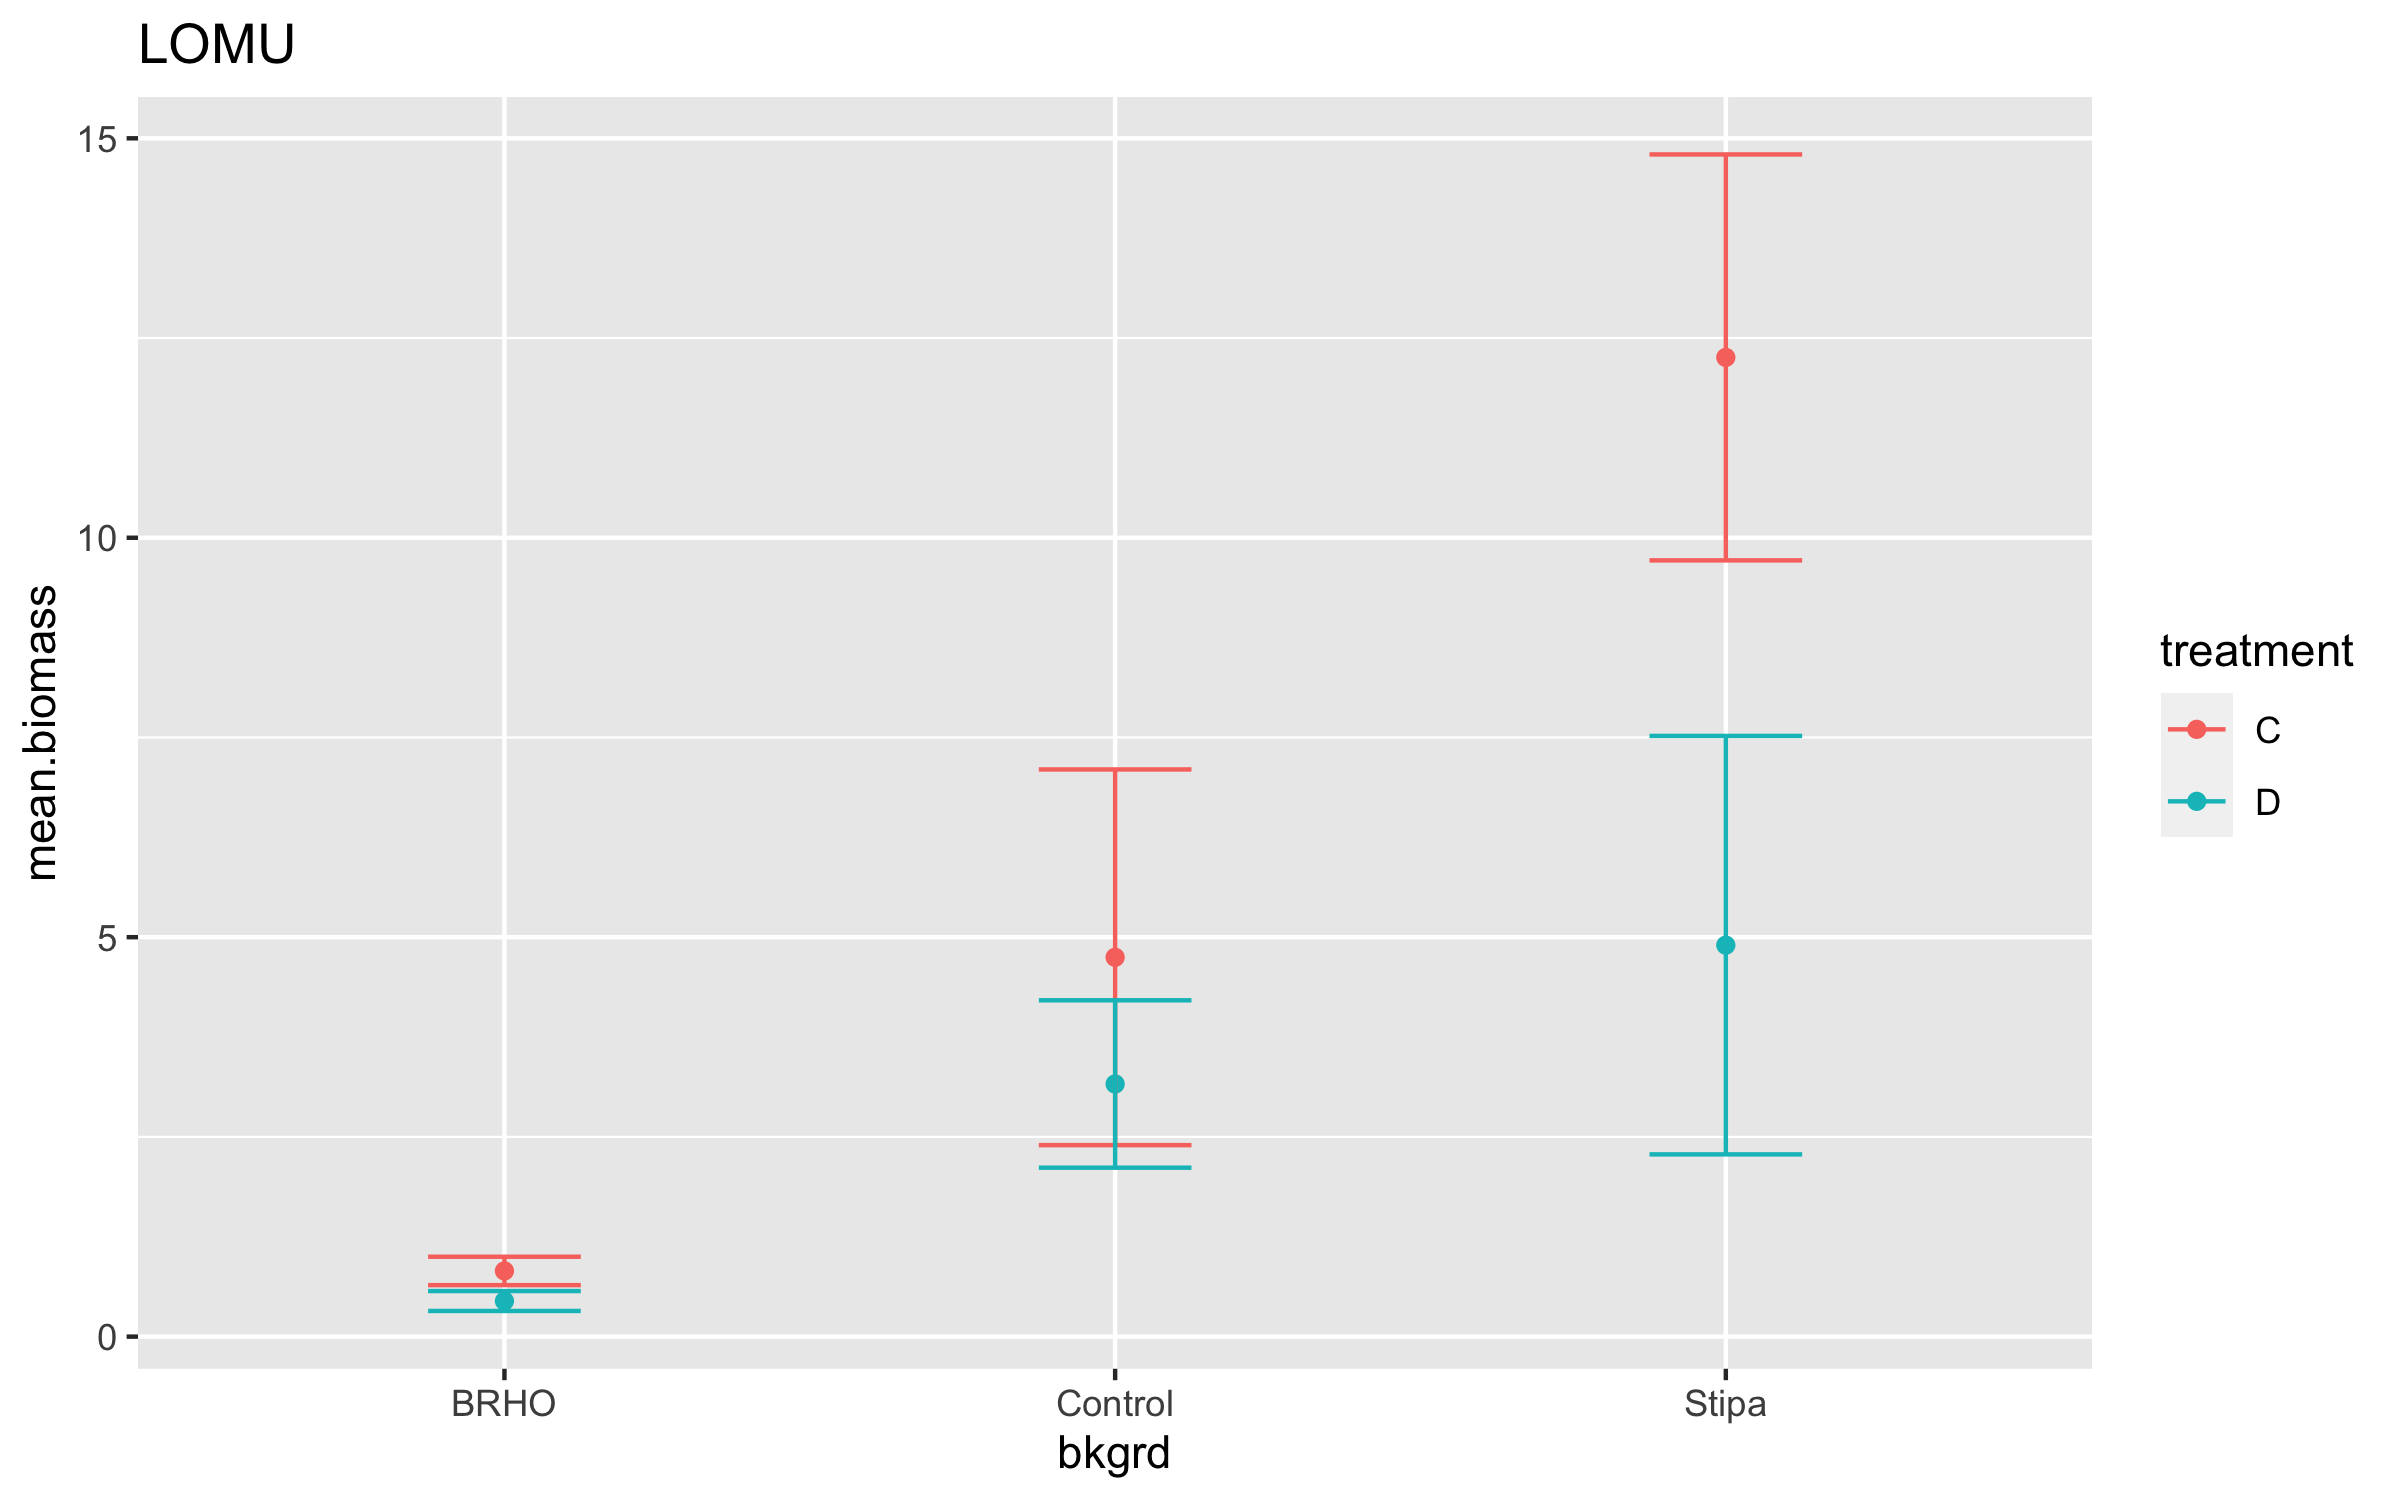 LOMU
15
10
5
0
mean.biomass
BRHO
Control
Stipa
bkgrd
treatment
C
D